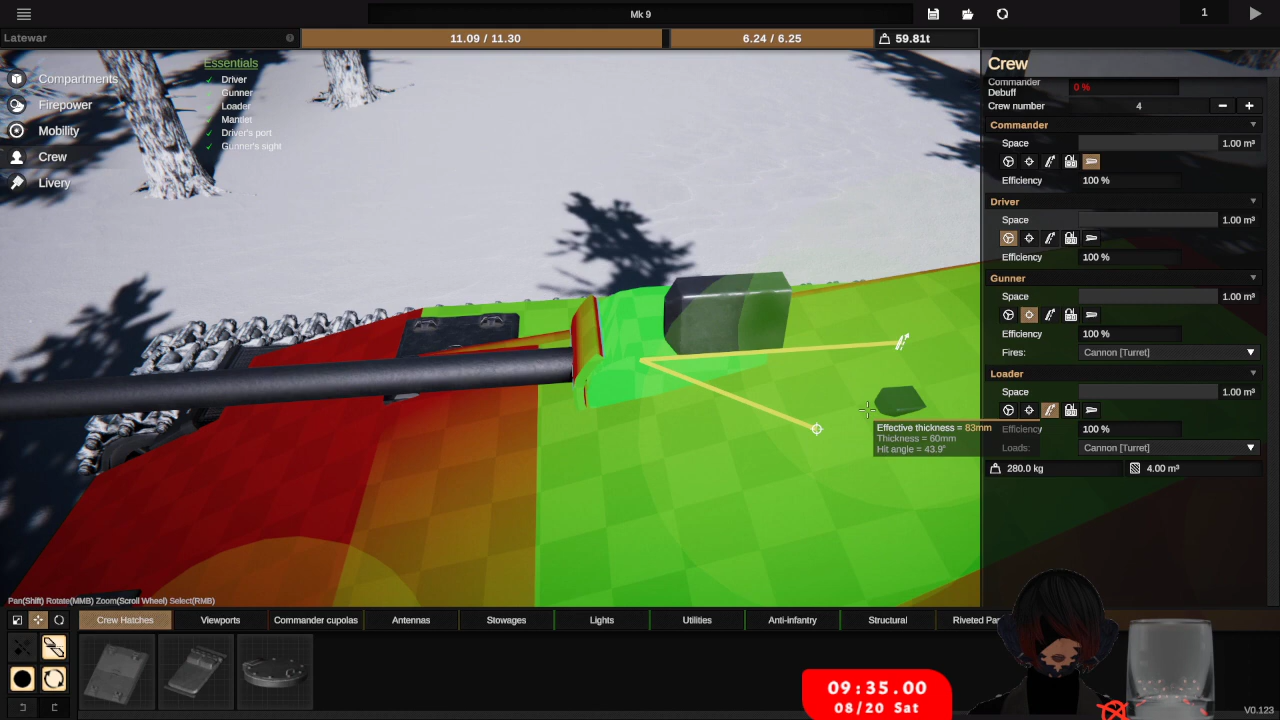 Mk 9
1
Latewar
11.09 / 11.30
6.24 / 6.25
59.81t
Compartments
Firepower
Mobility
Crew
Livery
Essentials
✓ Driver
✓ Gunner
✓ Loader
✓ Mantlet
✓ Driver's port
✓ Gunner's sight
Crew
Commander Debuff
0 %
Crew number
4
Commander
Space
1.00 m³
Efficiency
100 %
Driver
Space
1.00 m³
Efficiency
100 %
Gunner
Space
1.00 m³
Efficiency
100 %
Fires:
Cannon [Turret]
Loader
Space
1.00 m³
Efficiency
100 %
Loads:
Cannon [Turret]
280.0 kg
4.00 m³
Effective thickness = 83mm
Thickness = 60mm
Hit angle = 43.9°
Pan(Shift) Rotate(MMB) Zoom(Scroll Wheel) Select(RMB)
Crew Hatches
Viewports
Commander cupolas
Antennas
Stowages
Lights
Utilities
Anti-infantry
Structural
Riveted Pa
09:35.00
08/20 Sat
V0.123